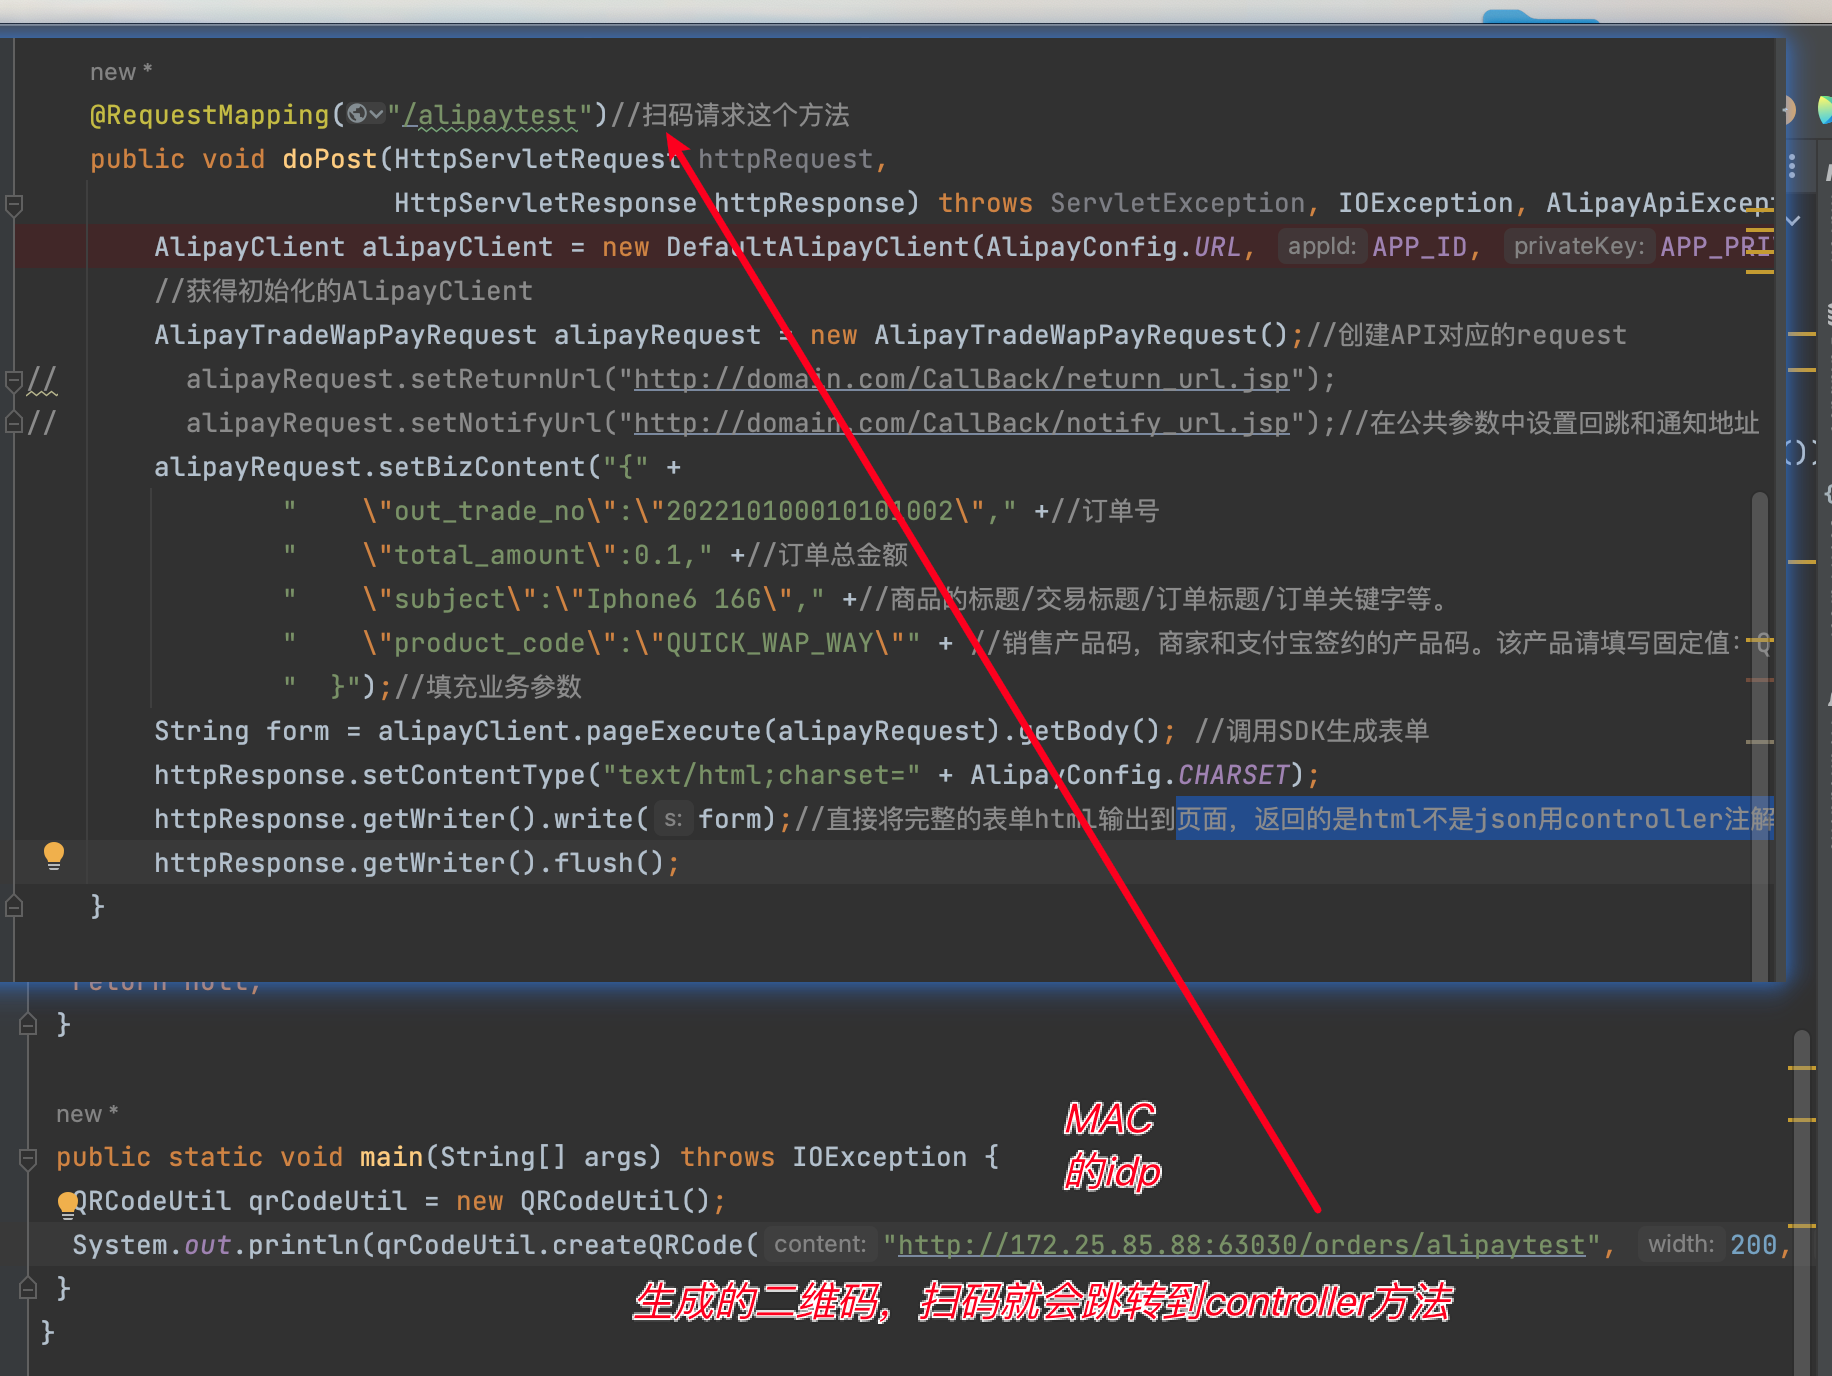 new *
@RequestMapping("/alipaytest")//扫码请求这个方法
public void doPost(HttpServletRequest httpRequest,
HttpServletResponse httpResponse) throws ServletException, IOException, AlipayApiExcept
AlipayClient alipayClient = new DefaultAlipayClient(AlipayConfig.URL, appId: APP_ID, privateKey: APP_PRI
//获得初始化的AlipayClient
AlipayTradeWapPayRequest alipayRequest = new AlipayTradeWapPayRequest();//创建API对应的request
// alipayRequest.setReturnUrl("http://domain.com/CallBack/return_url.jsp");
// alipayRequest.setNotifyUrl("http://domain.com/CallBack/notify_url.jsp");//在公共参数中设置回跳和通知地址
alipayRequest.setBizContent("{" +
" \"out_trade_no\":\"202210100010101002\"," +//订单号
" \"total_amount\":0.1," +//订单总金额
" \"subject\":\"Iphone6 16G\"," +//商品的标题/交易标题/订单标题/订单关键字等。
" \"product_code\":\"QUICK_WAP_WAY\"" + //销售产品码，商家和支付宝签约的产品码。该产品请填写固定值：Q
" }");//填充业务参数
String form = alipayClient.pageExecute(alipayRequest).getBody(); //调用SDK生成表单
httpResponse.setContentType("text/html;charset=" + AlipayConfig.CHARSET);
httpResponse.getWriter().write( s: form);//直接将完整的表单html输出到页面，返回的是html不是json用controller注解
httpResponse.getWriter().flush();
}
return null;
}
new *
MAC
的idp
public static void main(String[] args) throws IOException {
QRCodeUtil qrCodeUtil = new QRCodeUtil();
System.out.println(qrCodeUtil.createQRCode( content: "http://172.25.85.88:63030/orders/alipaytest", width: 200,
}
生成的二维码，扫码就会跳转到controller方法
}